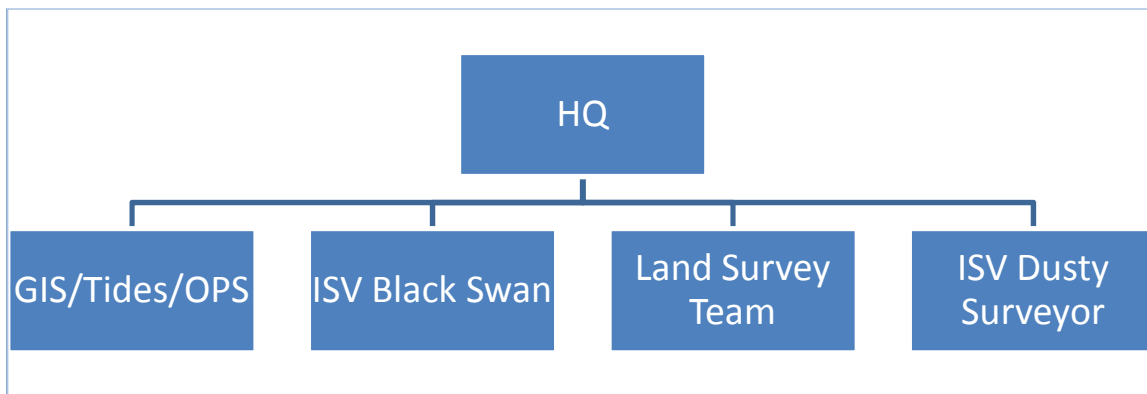 HQ
GIS/Tides/OPS
ISV Black Swan
Land Survey
Team
ISV Dusty
Surveyor